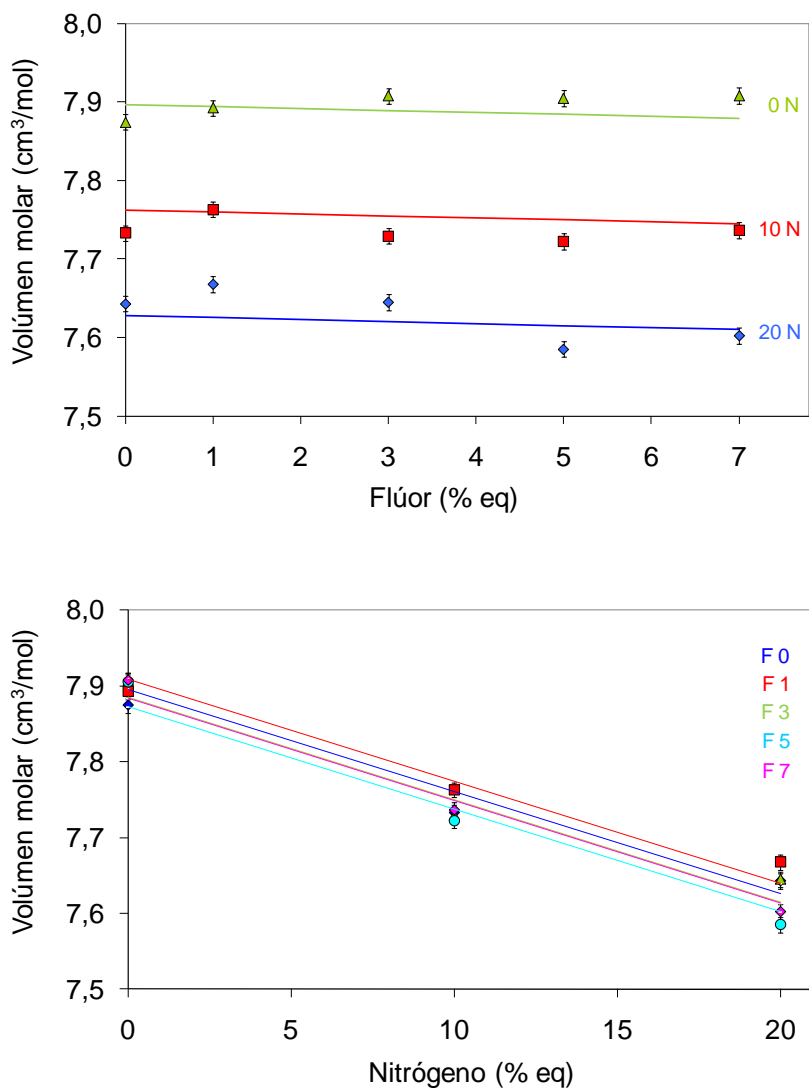 8,0
7,9
7,8
7,7
7,6
7,5
Volúmen molar (cm³/mol)
0 N
10 N
20 N
0 1 2 3 4 5 6 7
Flúor (% eq)
8,0
7,9
7,8
7,7
7,6
7,5
Volúmen molar (cm³/mol)
F 0
F 1
F 3
F 5
F 7
0 5 10 15 20
Nitrógeno (% eq)